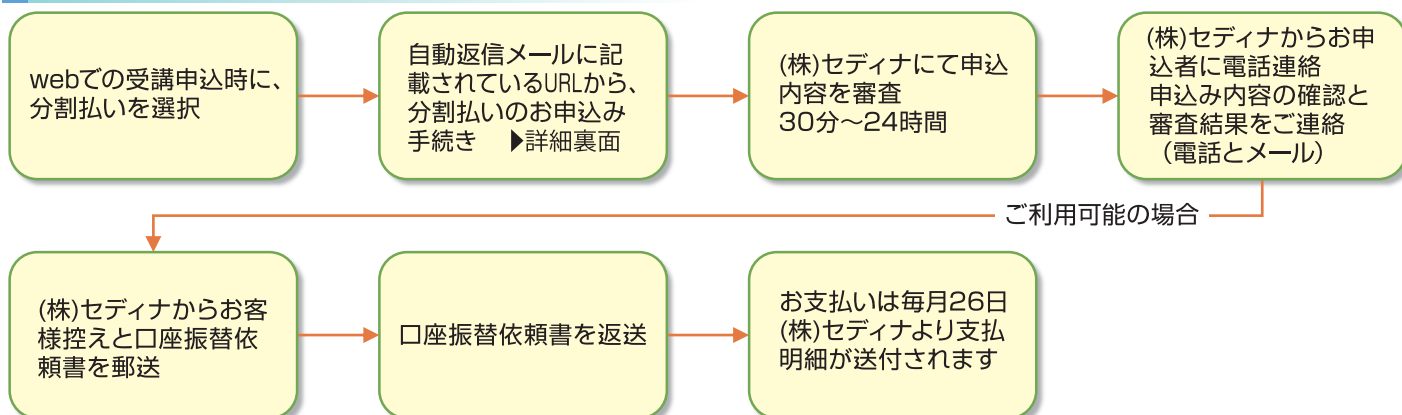 webでの受講申込時に、
分割払いを選択
自動返信メールに記
載されているURLから、
分割払いのお申込み
手続き　▶詳細裏面
(株)セディナにて申込
内容を審査
30分〜24時間
(株)セディナからお申
込者に電話連絡
申込み内容の確認と
審査結果をご連絡
（電話とメール）
ご利用可能の場合
(株)セディナからお客
様控えと口座振替依
頼書を郵送
口座振替依頼書を返送
お支払いは毎月26日
(株)セディナより支払
明細が送付されます